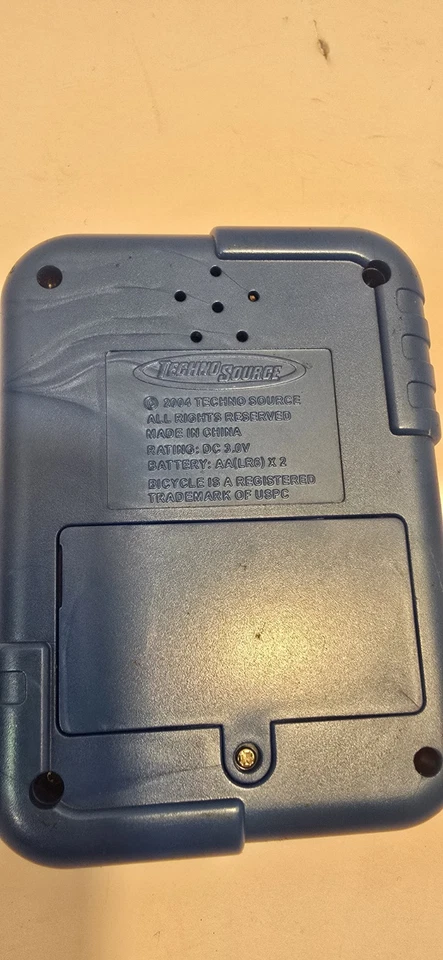 TECHNO SOURCE
© 2004 TECHNO SOURCE
ALL RIGHTS RESERVED
MADE IN CHINA
RATING: DC 3.0V
BATTERY: AA(LR6) X 2
BICYCLE IS A REGISTERED
TRADEMARK OF USPC